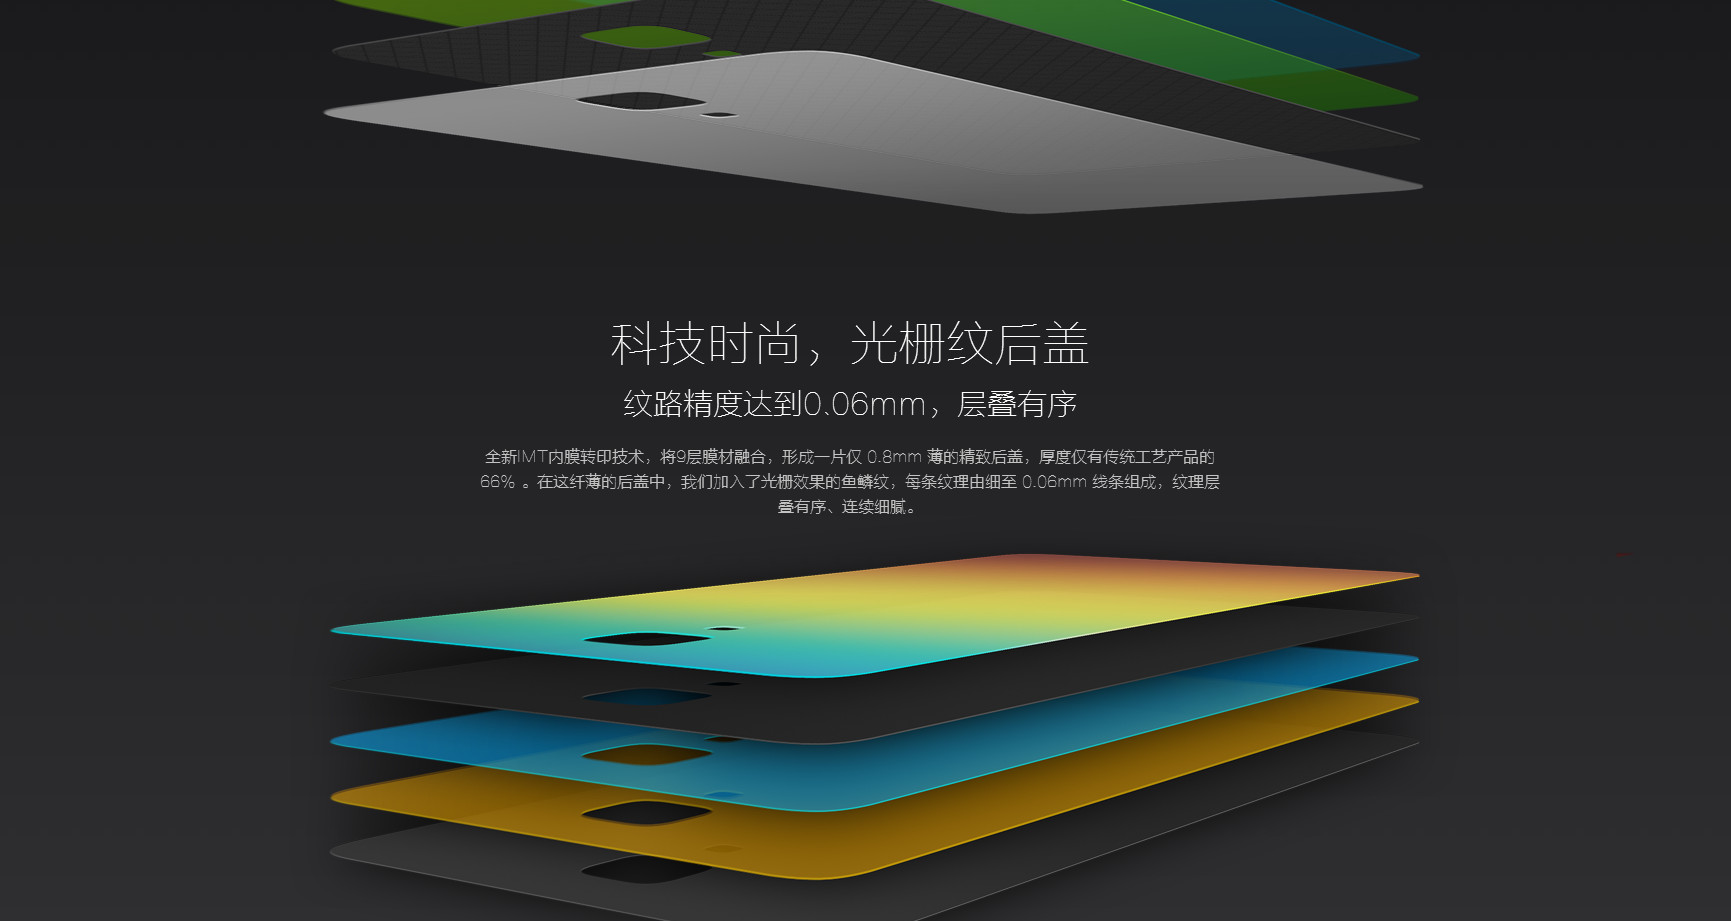 科技时尚，光栅纹后盖
纹路精度达到0.06mm，层叠有序
全新IMT内膜转印技术，将9层膜材融合，形成一片仅 0.8mm 薄的精致后盖，厚度仅有传统工艺产品的
66% 。在这纤薄的后盖中，我们加入了光栅效果的鱼鳞纹，每条纹理由细至 0.06mm 线条组成，纹理层
叠有序、连续细腻。